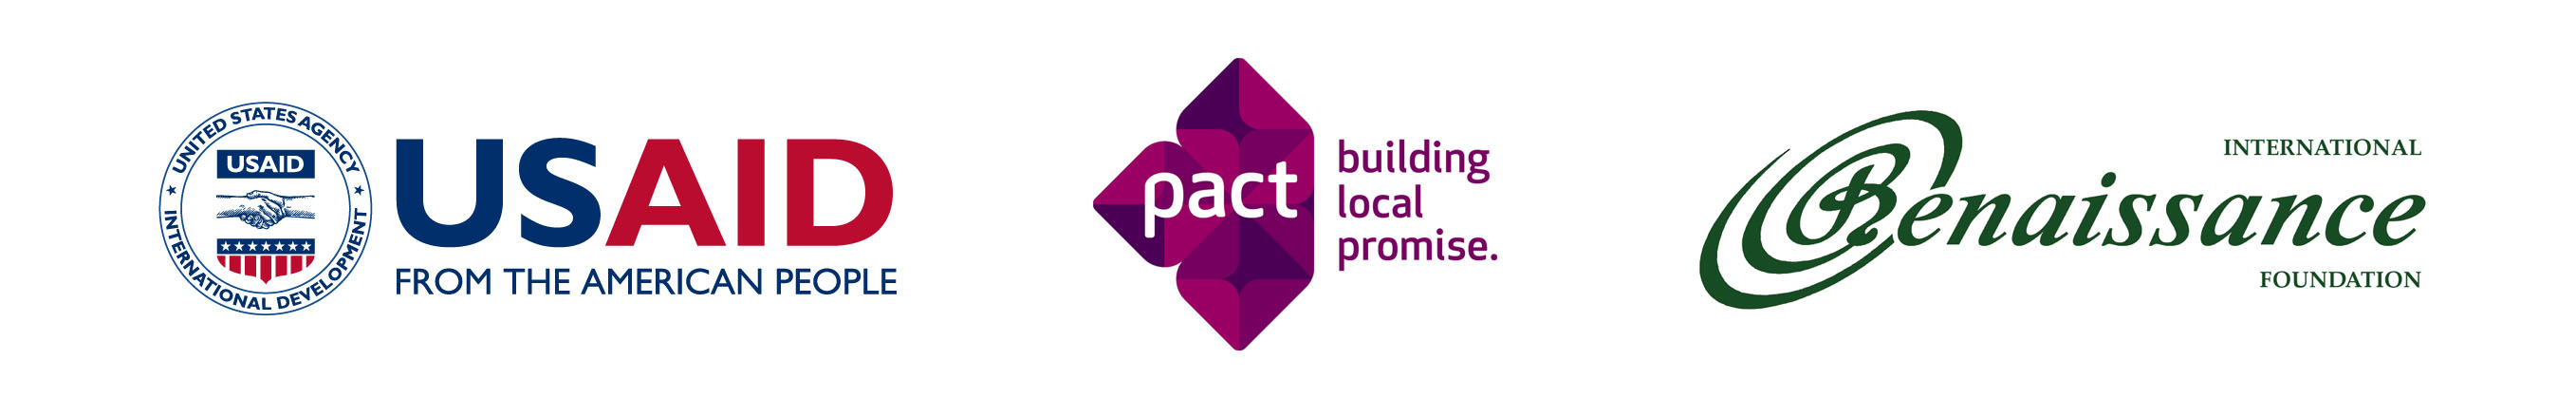 UNITED STATES AGENCY
INTERNATIONAL DEVELOPMENT
USAID
USAID
FROM THE AMERICAN PEOPLE
pact
building
local
promise.
INTERNATIONAL
Renaissance
FOUNDATION